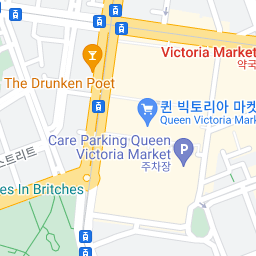 Victoria Market
약국
The Drunken Poet
퀸 빅토리아 마켓
Queen Victoria Mar
Care Parking Queen
Victoria Market
주차장
스트리트
es In Britches